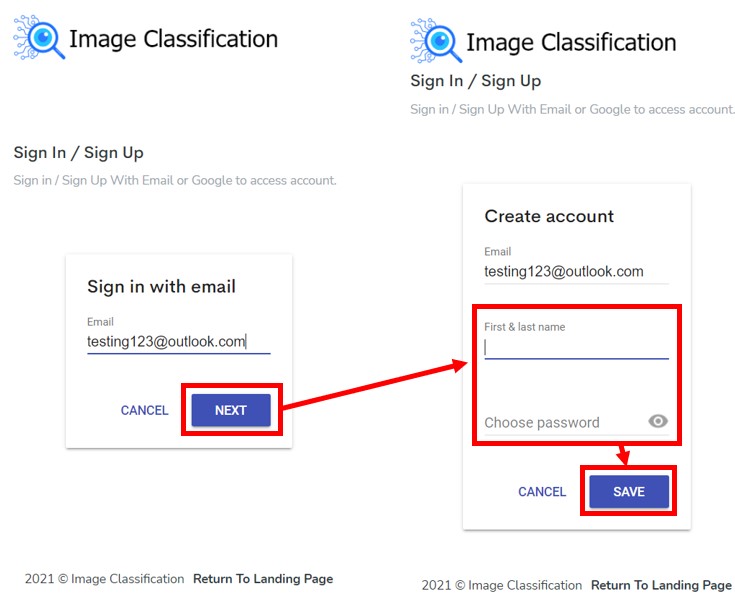 Image Classification
Sign In / Sign Up
Sign in / Sign Up With Email or Google to access account.
Sign in with email
Email
testing123@outlook.com
CANCEL NEXT
2021 © Image Classification Return To Landing Page
Image Classification
Sign In / Sign Up
Sign in / Sign Up With Email or Google to access account.
Create account
Email
testing123@outlook.com
First & last name
Choose password
CANCEL SAVE
2021 © Image Classification Return To Landing Page